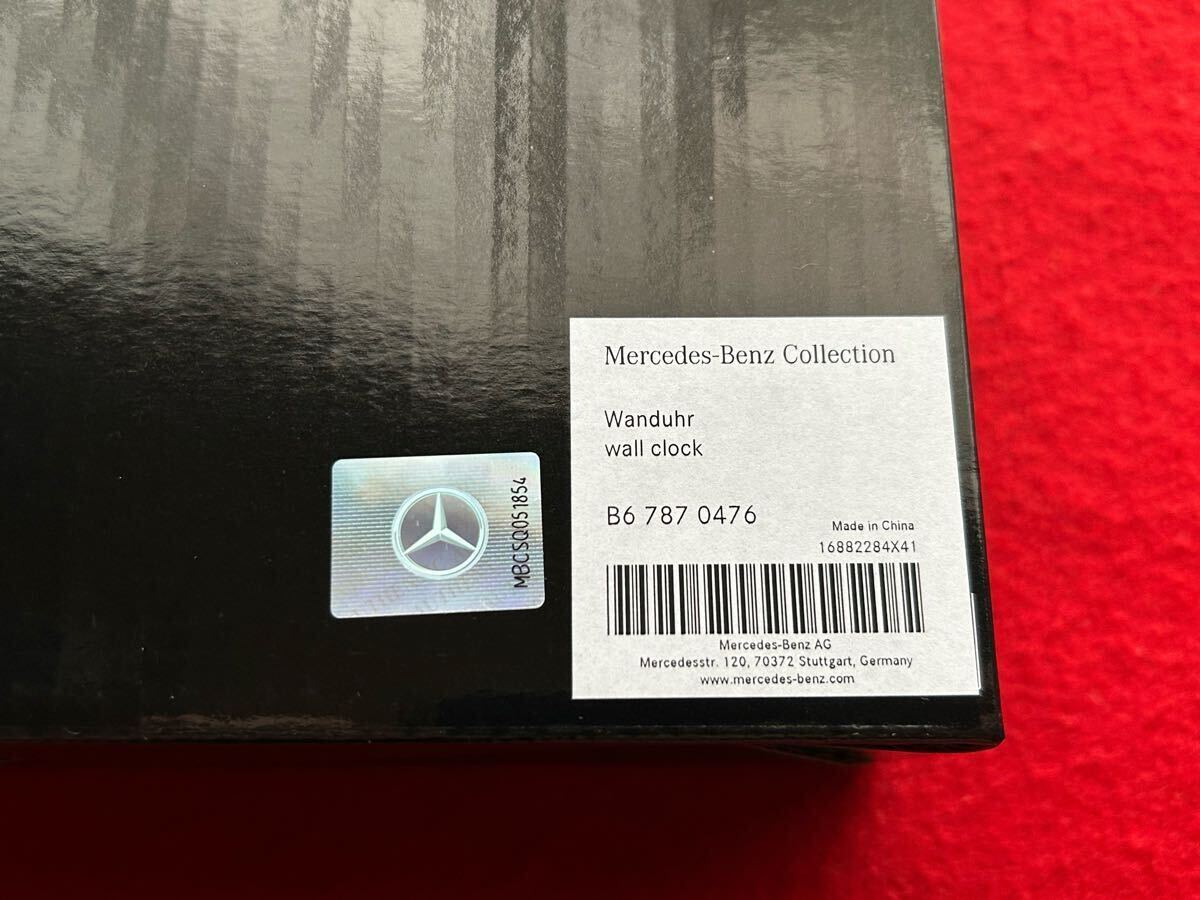 Mercedes-Benz Collection
Wanduhr
wall clock
B6 787 0476
Made in China
16882284X41
Mercedes-Benz AG
Mercedesstr. 120, 70372 Stuttgart, Germany
www.mercedes-benz.com
MBCISQ051854